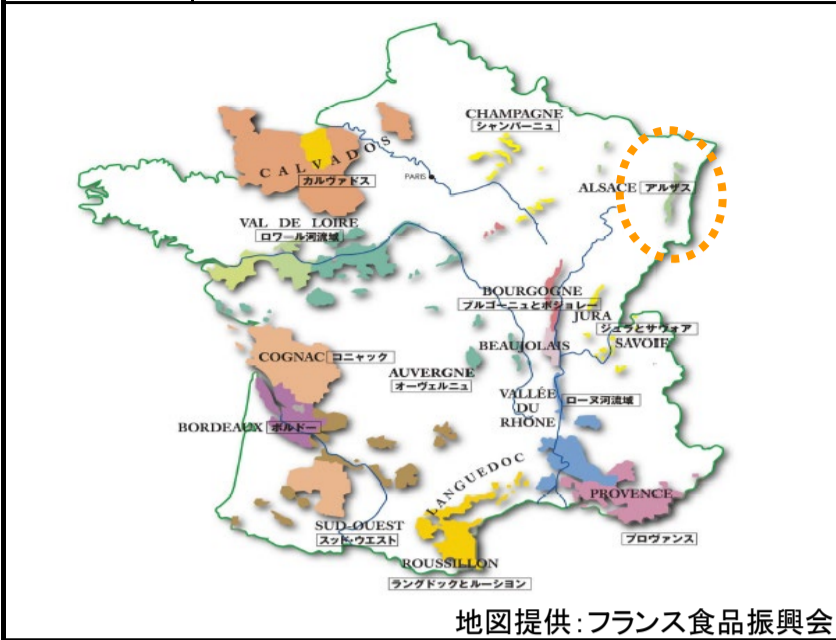 CHAMPAGNE
シャンパーニュ
CALVADOS
カルヴァドス
PARIS
ALSACE アルザス
VAL DE LOIRE
ロワール河流域
BOURGOGNE
ブルゴーニュとボジョレー
JURA
ジュラとサヴォア
SAVOIE
BEAUJOLAIS
COGNAC コニャック
AUVERGNE
オーヴェルニュ
VALLÉE
DU
RHÔNE
ローヌ河流域
BORDEAUX ボルドー
LANGUEDOC
PROVENCE
プロヴァンス
SUD-OUEST
スッド・ウエスト
ROUSSILLON
ラングドックとルーション
地図提供：フランス食品振興会